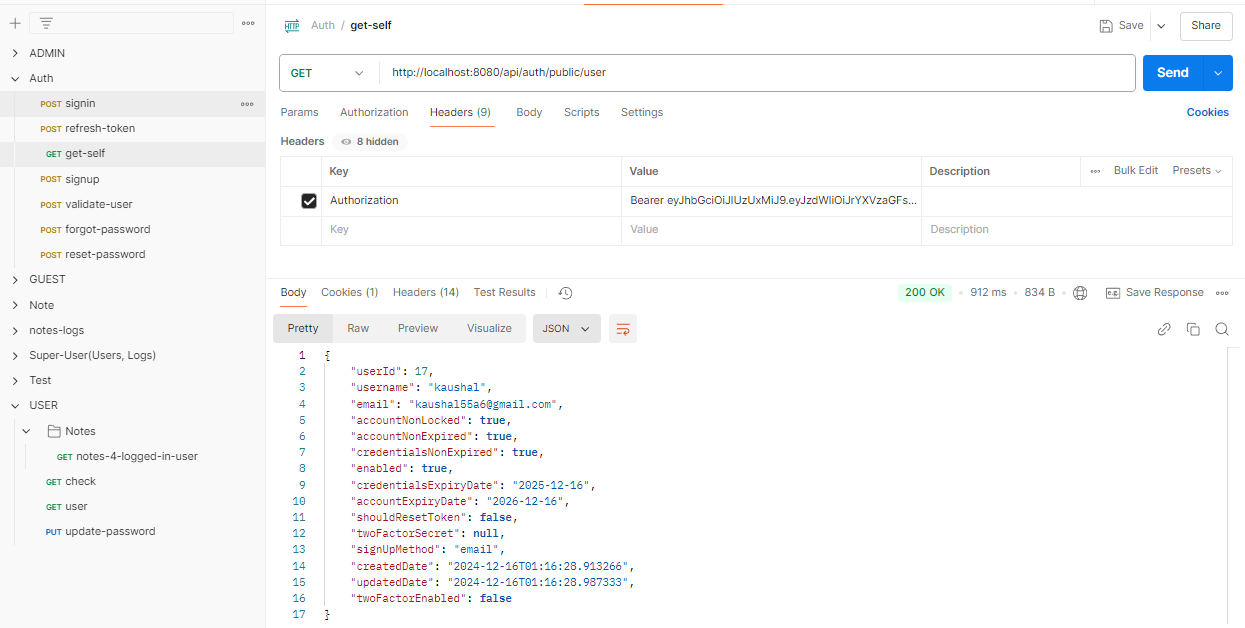 Auth / get-self
Save
Share
ADMIN
Auth
POST signin
POST refresh-token
GET get-self
POST signup
POST validate-user
POST forgot-password
POST reset-password
GUEST
Note
notes-logs
Super-User(Users, Logs)
Test
USER
Notes
GET notes-4-logged-in-user
GET check
GET user
PUT update-password
GET http://localhost:8080/api/auth/public/user Send
Params Authorization Headers (9) Body Scripts Settings Cookies
Headers 8 hidden
Key Value Description Bulk Edit Presets
Authorization Bearer eyJhbGciOiJIUzUxMiJ9.eyJzdWIiOiJrYXVzaGFs...
Key Value Description
Body Cookies (1) Headers (14) Test Results 200 OK 912 ms 834 B e.g. Save Response
Pretty Raw Preview Visualize JSON
1 {
2 "userId": 17,
3 "username": "kaushal",
4 "email": "kaushal55a6@gmail.com",
5 "accountNonLocked": true,
6 "accountNonExpired": true,
7 "credentialsNonExpired": true,
8 "enabled": true,
9 "credentialsExpiryDate": "2025-12-16",
10 "accountExpiryDate": "2026-12-16",
11 "shouldResetToken": false,
12 "twoFactorSecret": null,
13 "signUpMethod": "email",
14 "createdDate": "2024-12-16T01:16:28.913266",
15 "updatedDate": "2024-12-16T01:16:28.987333",
16 "twoFactorEnabled": false
17 }